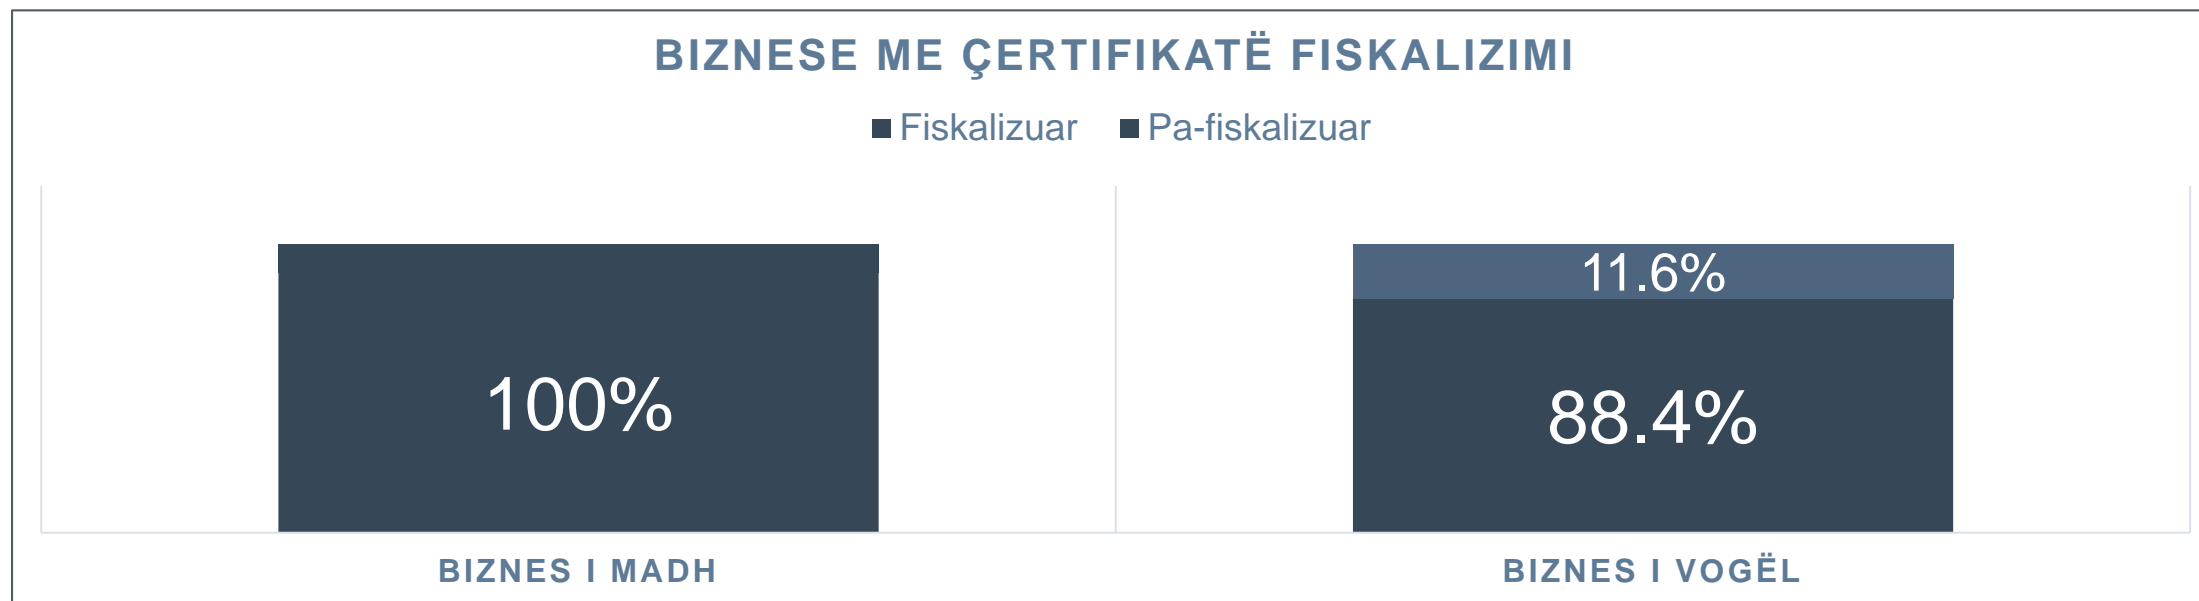 BIZNESE ME ÇERTIFIKATË FISKALIZIMI
Fiskalizuar Pa-fiskalizuar
11.6%
100%
88.4%
BIZNES I MADH
BIZNES I VOGËL